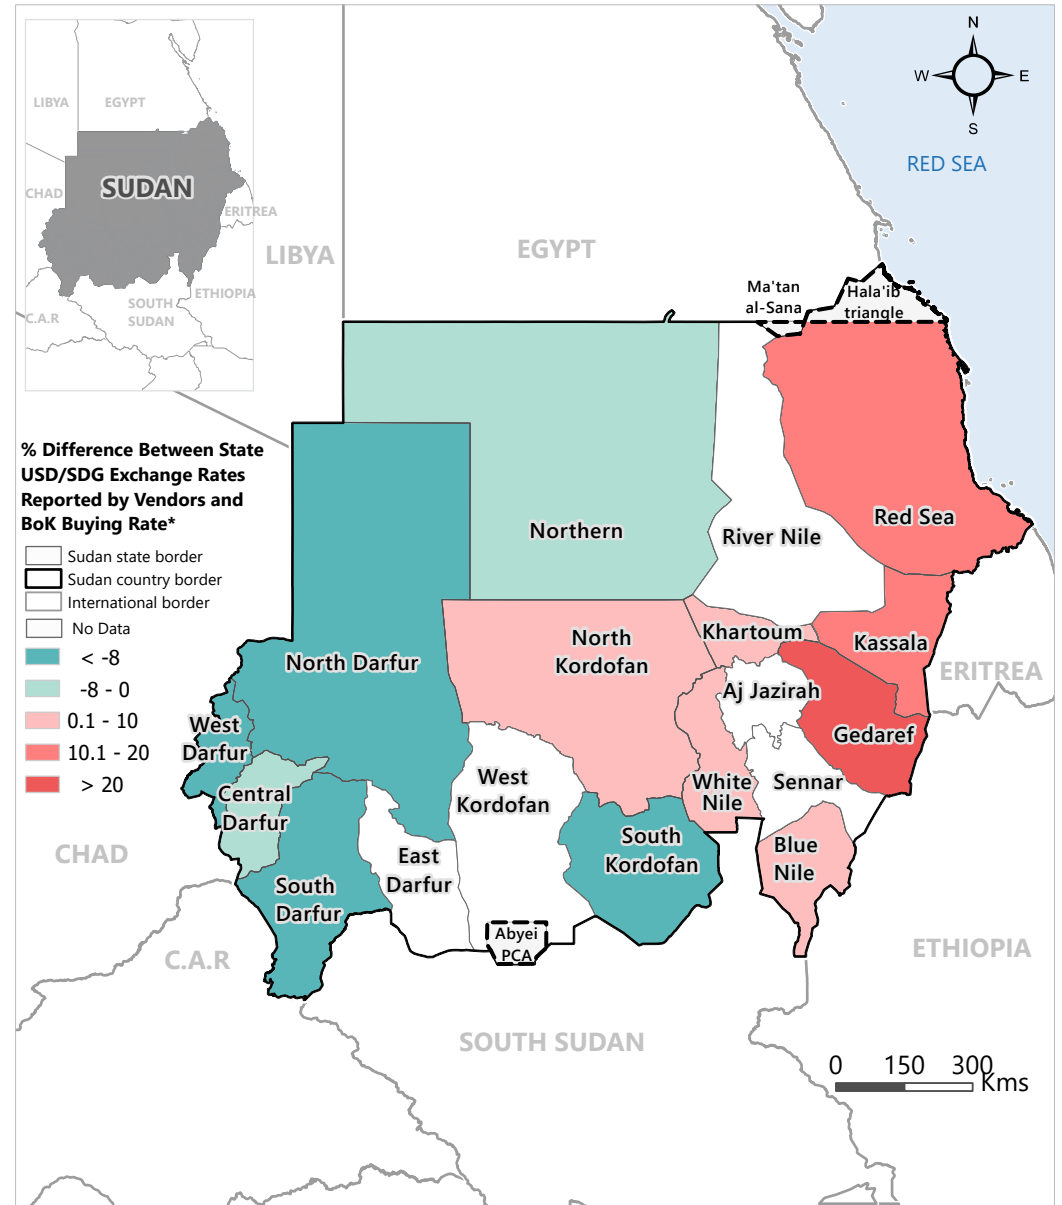 LIBYA
EGYPT
CHAD
SUDAN
ERITREA
ETHIOPIA
SOUTH
SUDAN
C.A.R
N
W
E
S
RED SEA
LIBYA
EGYPT
Ma'tan
al-Sana
Hala'ib
triangle
% Difference Between State
USD/SDG Exchange Rates
Reported by Vendors and
BoK Buying Rate*
Sudan state border
Sudan country border
International border
No Data
< -8
-8 - 0
0.1 - 10
10.1 - 20
> 20
Northern
River Nile
Red Sea
North
Kordofan
Khartoum
Kassala
North Darfur
ERITREA
Aj Jazirah
West
Darfur
Gedaref
West
Kordofan
White
Nile
Sennar
Central
Darfur
South
Kordofan
Blue
Nile
CHAD
East
Darfur
South
Darfur
Abyei
PCA
C.A.R
ETHIOPIA
SOUTH SUDAN
0 150 300
Kms